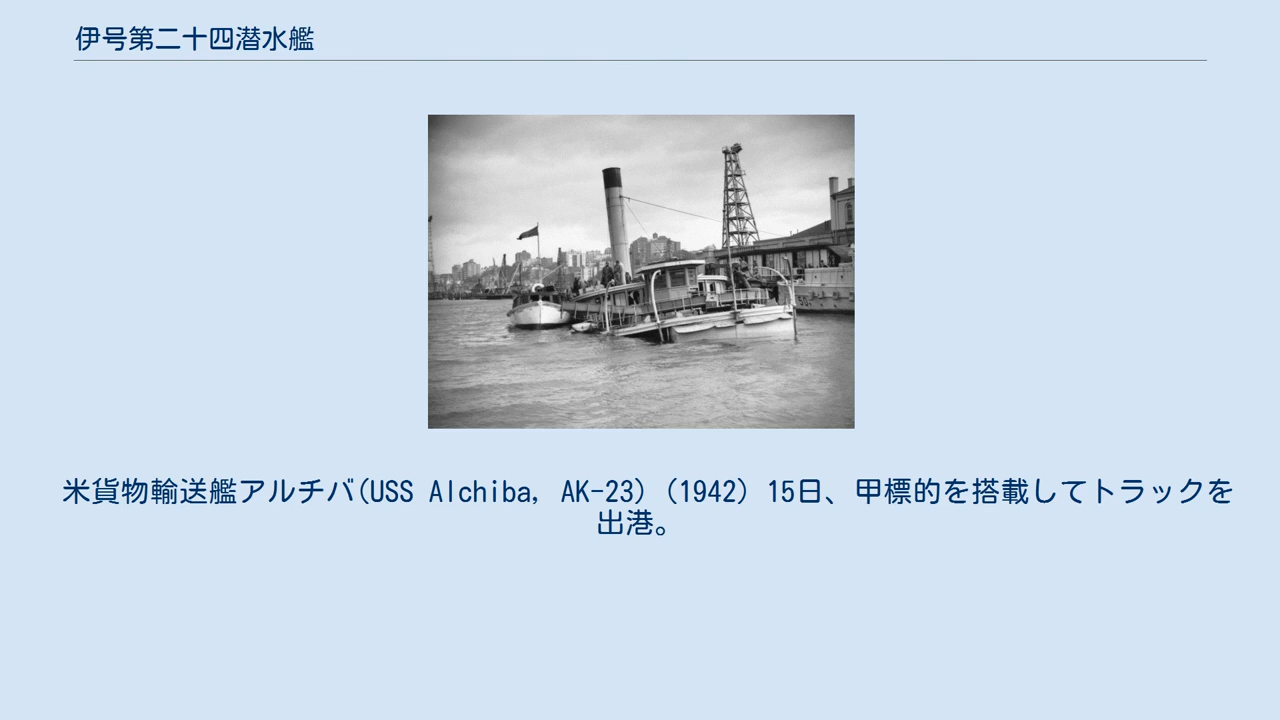 伊号第二十四潜水艦
米貨物輸送艦アルチバ(USS Alchiba, AK-23) (1942) 15日、甲標的を搭載してトラックを
出港。